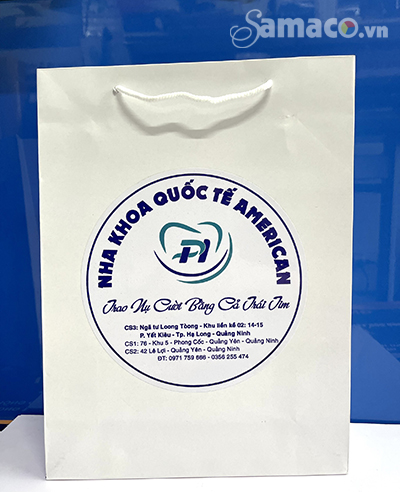 Samaco.vn
NHA KHOA QUỐC TẾ AMERICAN
PI
Trao Nụ Cười Bằng Cả Trái Tim
CS3: Ngã tư Loong Tòong - Khu liền kề 02: 14-15
P. Yết Kiêu - Tp. Hạ Long - Quảng Ninh
CS1: 76 - Khu 5 - Phong Cốc - Quảng Yên - Quảng Ninh
CS2: 42 Lê Lợi - Quảng Yên - Quảng Ninh
ĐT: 0971 759 666 - 0356 255 474